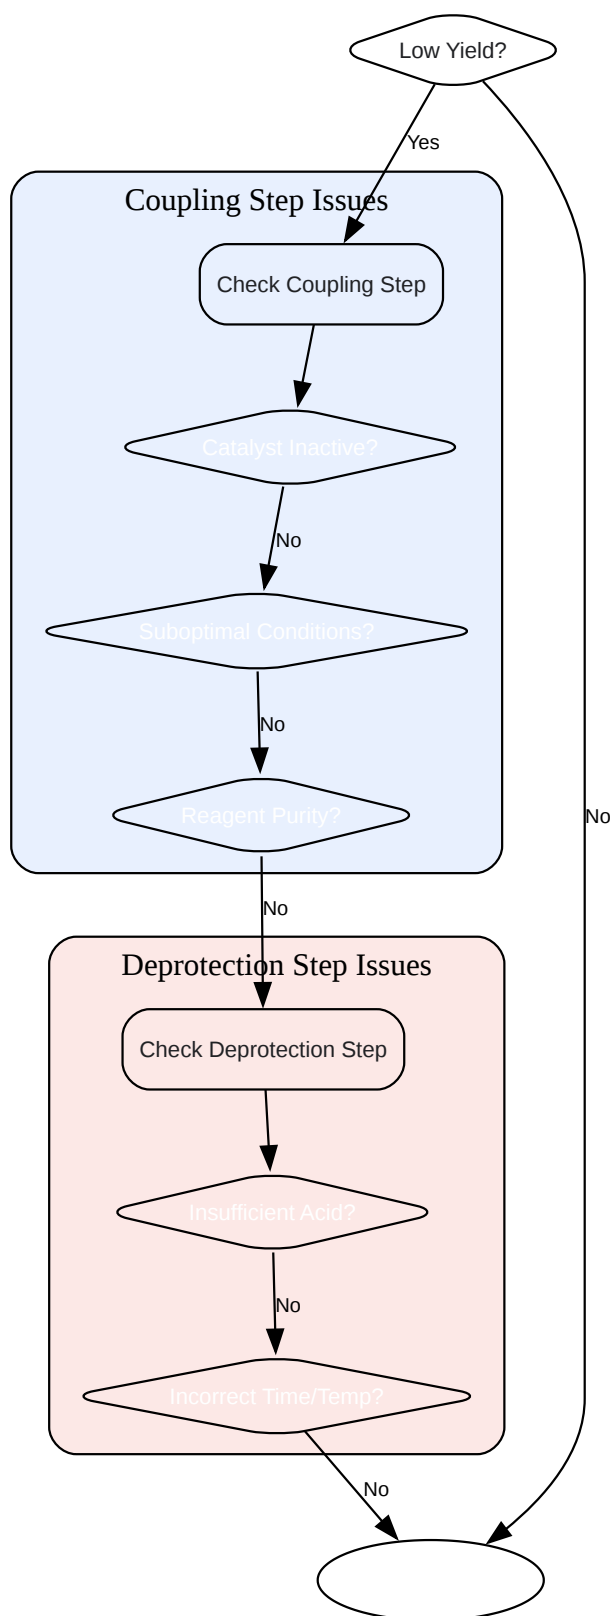 Low Yield?
Yes
Coupling Step Issues
Check Coupling Step
Catalyst Inactive?
No
Suboptimal Conditions?
No
Reagent Purity?
No
No
Deprotection Step Issues
Check Deprotection Step
Insufficient Acid?
No
Incorrect Time/Temp?
No